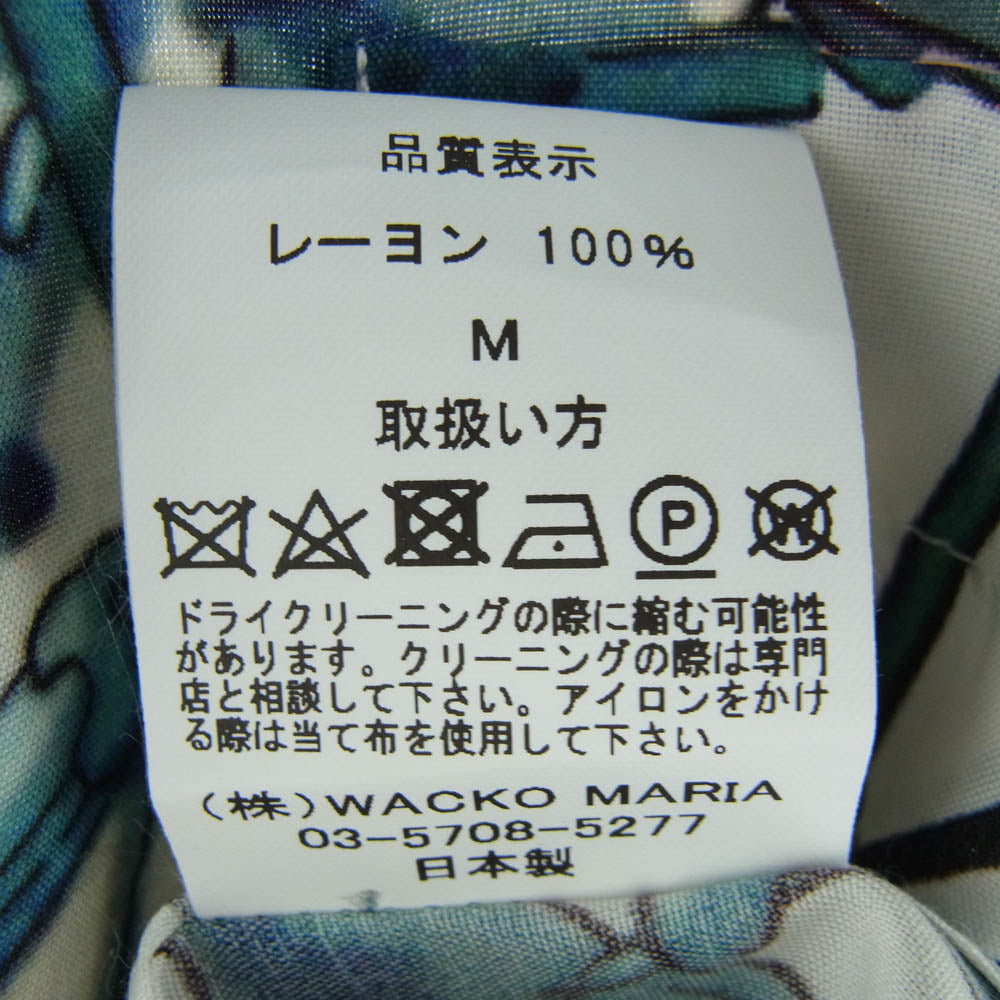 品質表示
レーヨン 100%
M
取扱い方
P W
ドライクリーニングの際に縮む可能性
があります。クリーニングの際は専門
店と相談して下さい。アイロンをかけ
る際は当て布を使用して下さい。
(株)WACKO MARIA
03-5708-5277
日本製